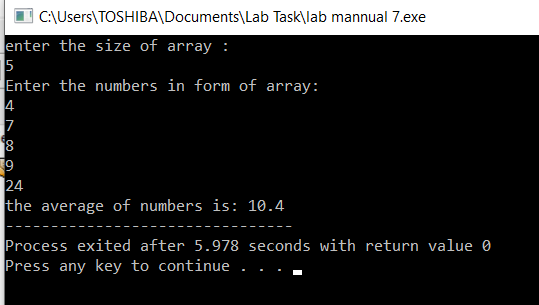 C:\Users\TOSHIBA\Documents\Lab Task\lab mannual 7.exe
enter the size of array :
5
Enter the numbers in form of array:
4
7
8
9
24
the average of numbers is: 10.4
--------------------------------
Process exited after 5.978 seconds with return value 0
Press any key to continue . . .